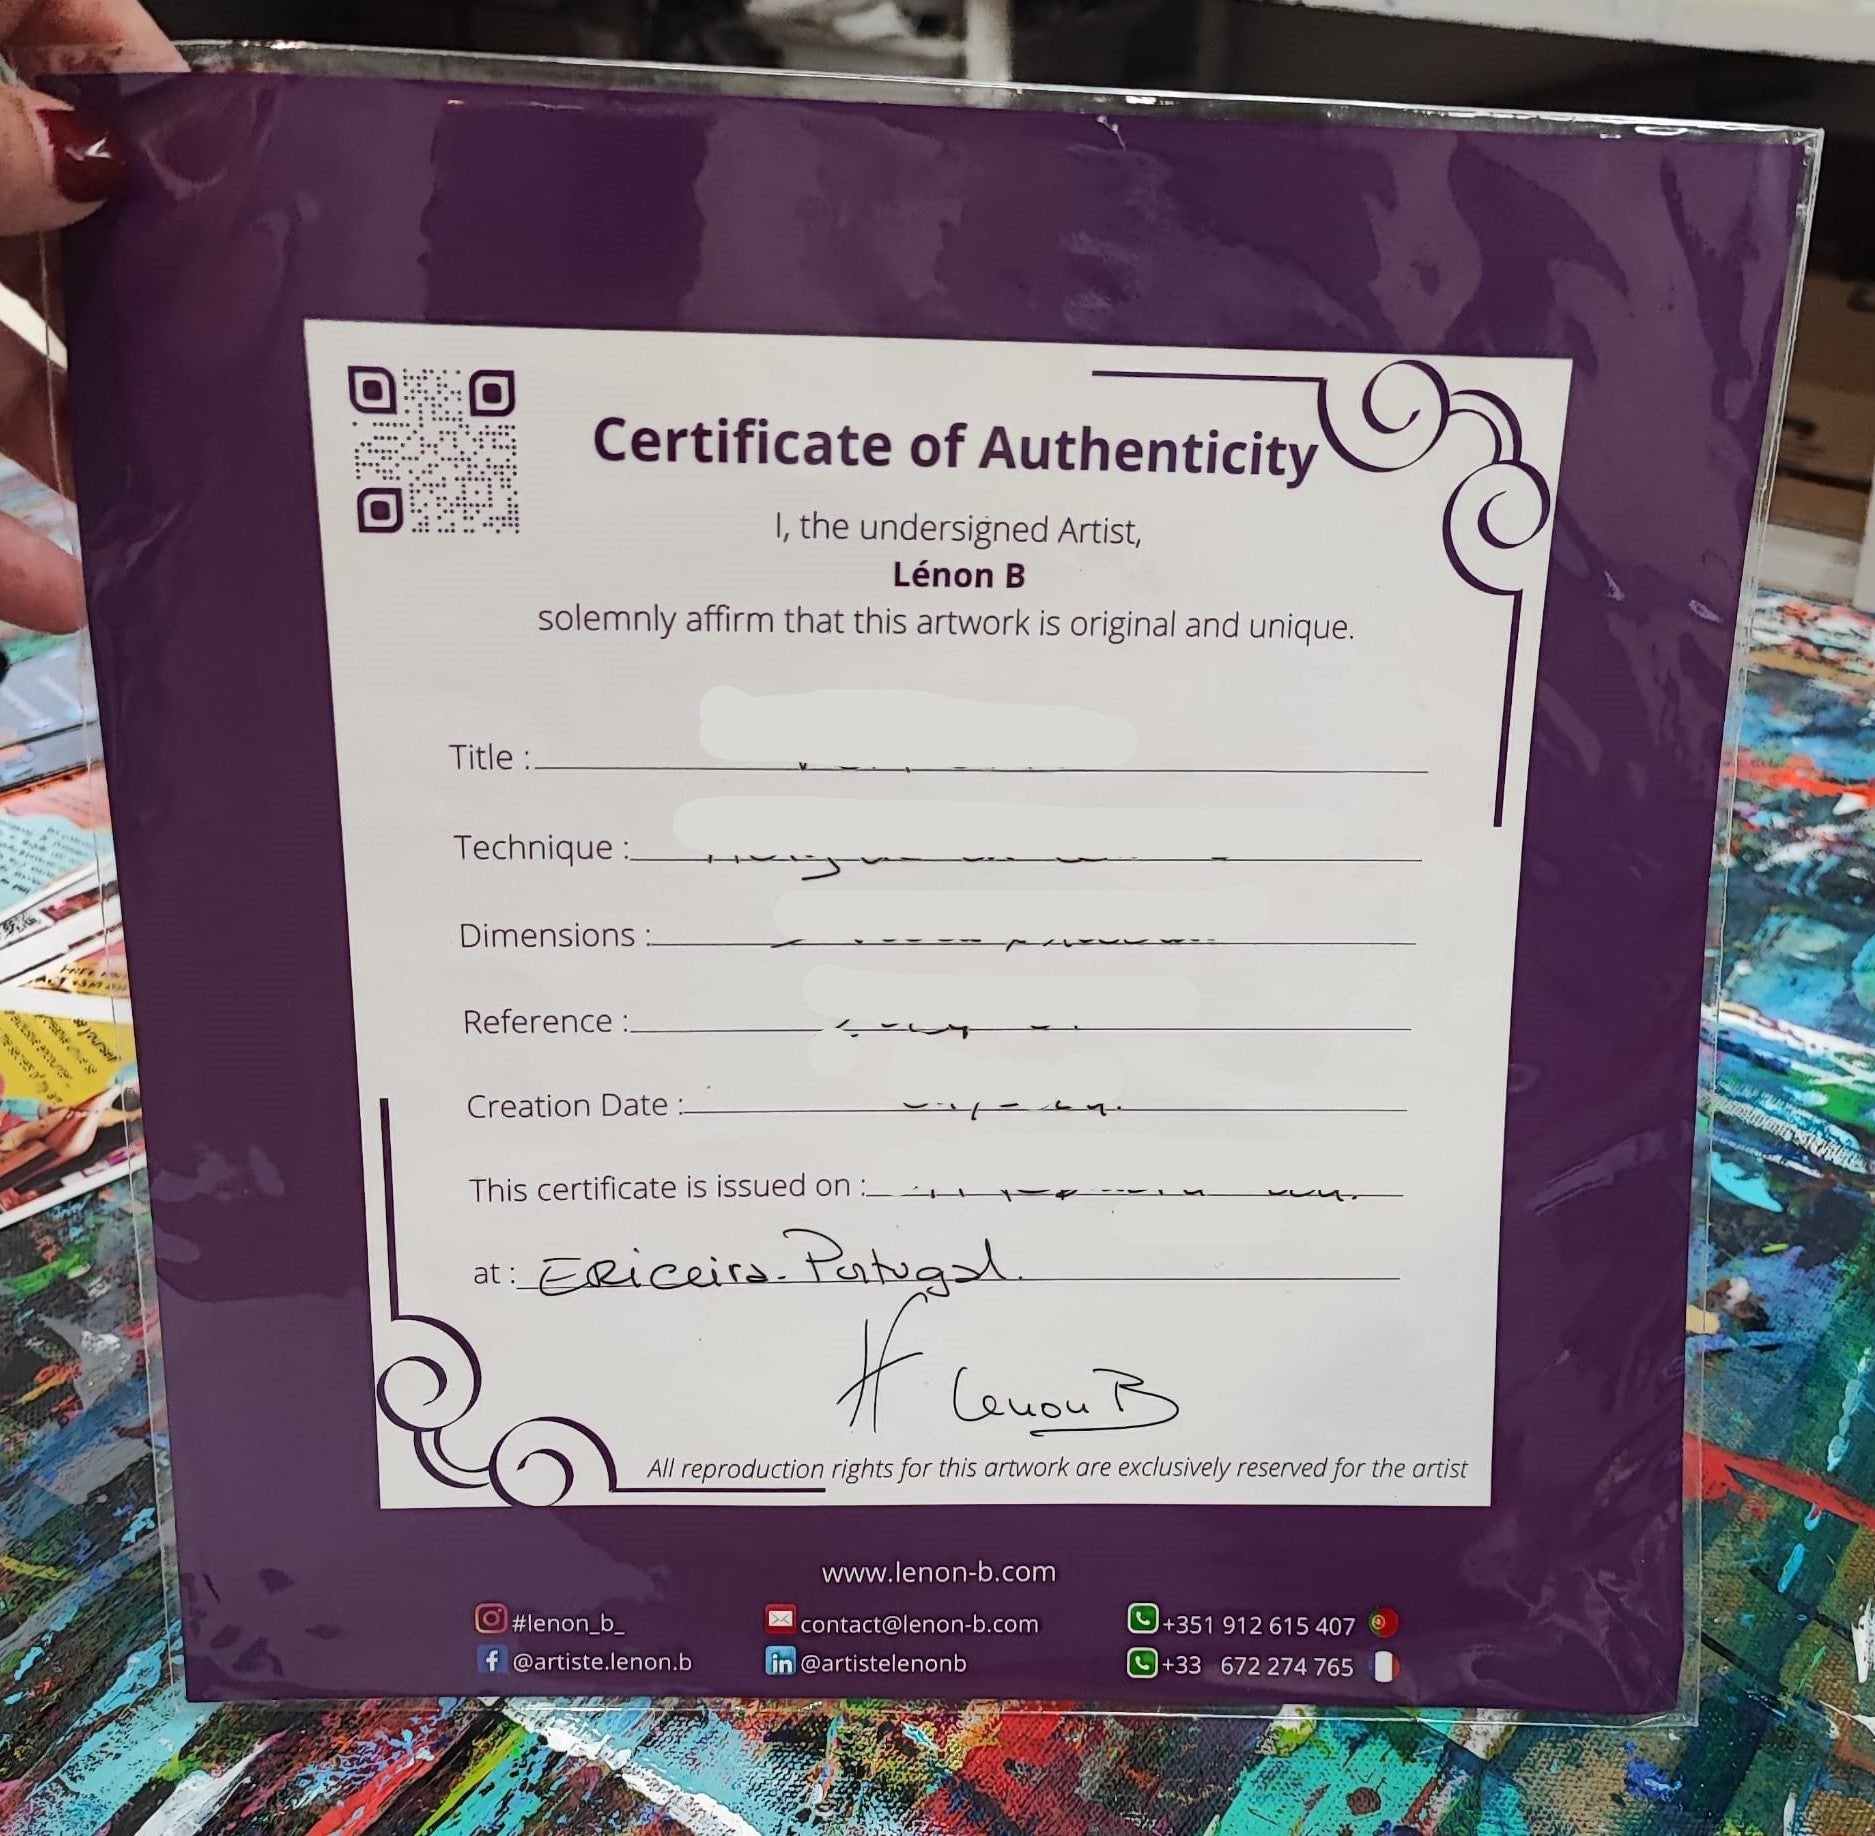 Certificate of Authenticity
I, the undersigned Artist,
Lénon B
solemnly affirm that this artwork is original and unique.
Title :
Technique :
Dimensions :
Reference :
Creation Date :
This certificate is issued on :
at : ERiceira. Portugal.
Lenon B
All reproduction rights for this artwork are exclusively reserved for the artist
www.lenon-b.com
#lenon_b_ contact@lenon-b.com +351 912 615 407
f @artiste.lenon.b in @artistelenonb +33 672 274 765